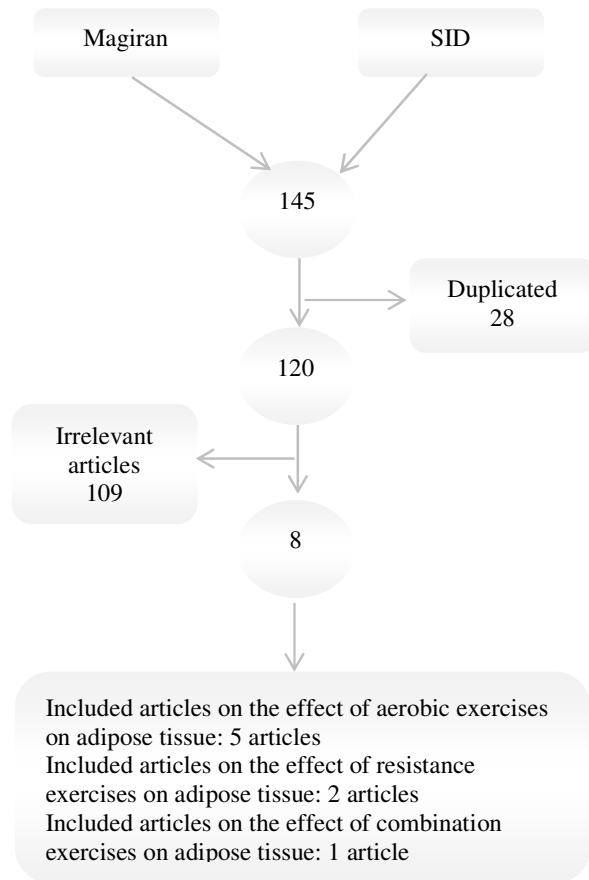 Magiran
SID
145
Duplicated
28
120
Irrelevant
articles
109
8
Included articles on the effect of aerobic exercises
on adipose tissue: 5 articles
Included articles on the effect of resistance
exercises on adipose tissue: 2 articles
Included articles on the effect of combination
exercises on adipose tissue: 1 article